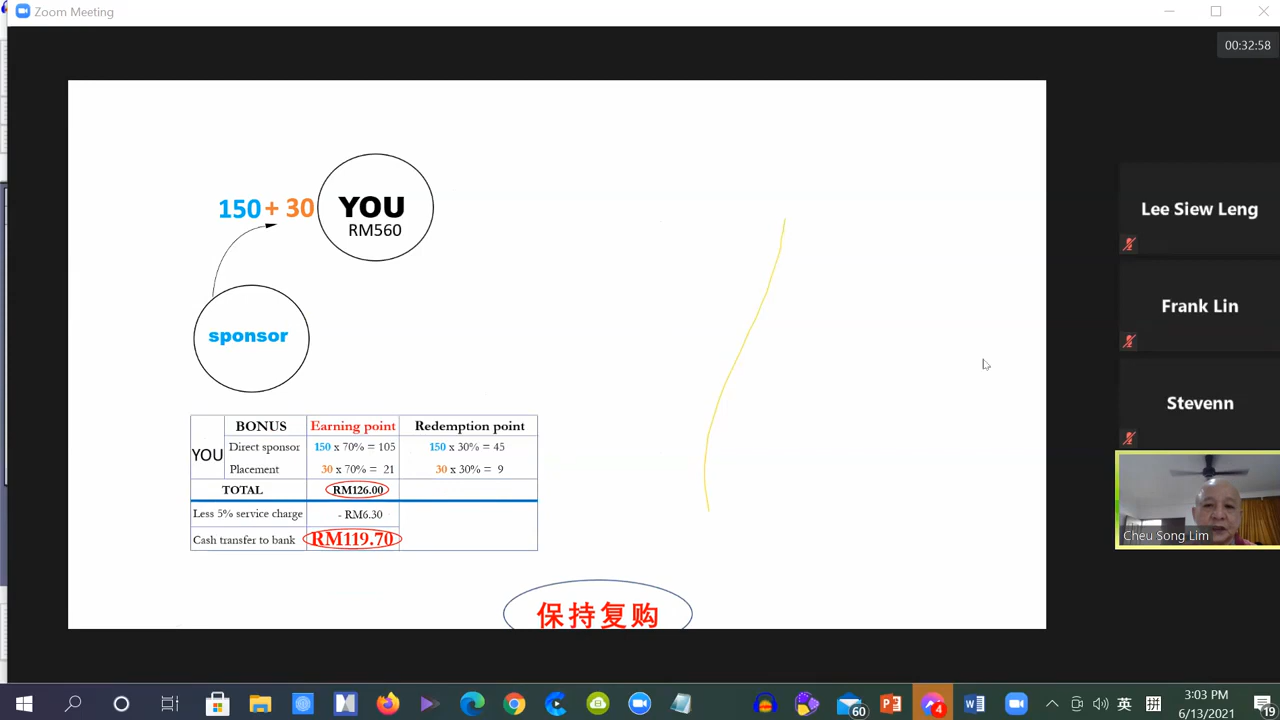 Zoom Meeting
00:32:58
150 + 30
YOU
RM560
sponsor
BONUS Earning point Redemption point
YOU
Direct sponsor 150 x 70% = 105 150 x 30% = 45
Placement 30 x 70% = 21 30 x 30% = 9
TOTAL RM126.00
Less 5% service charge - RM6.30
Cash transfer to bank RM119.70
保持复购
Lee Siew Leng
Frank Lin
Stevenn
Cheu Song Lim
60
4
英
拼
3:03 PM
6/13/2021
19